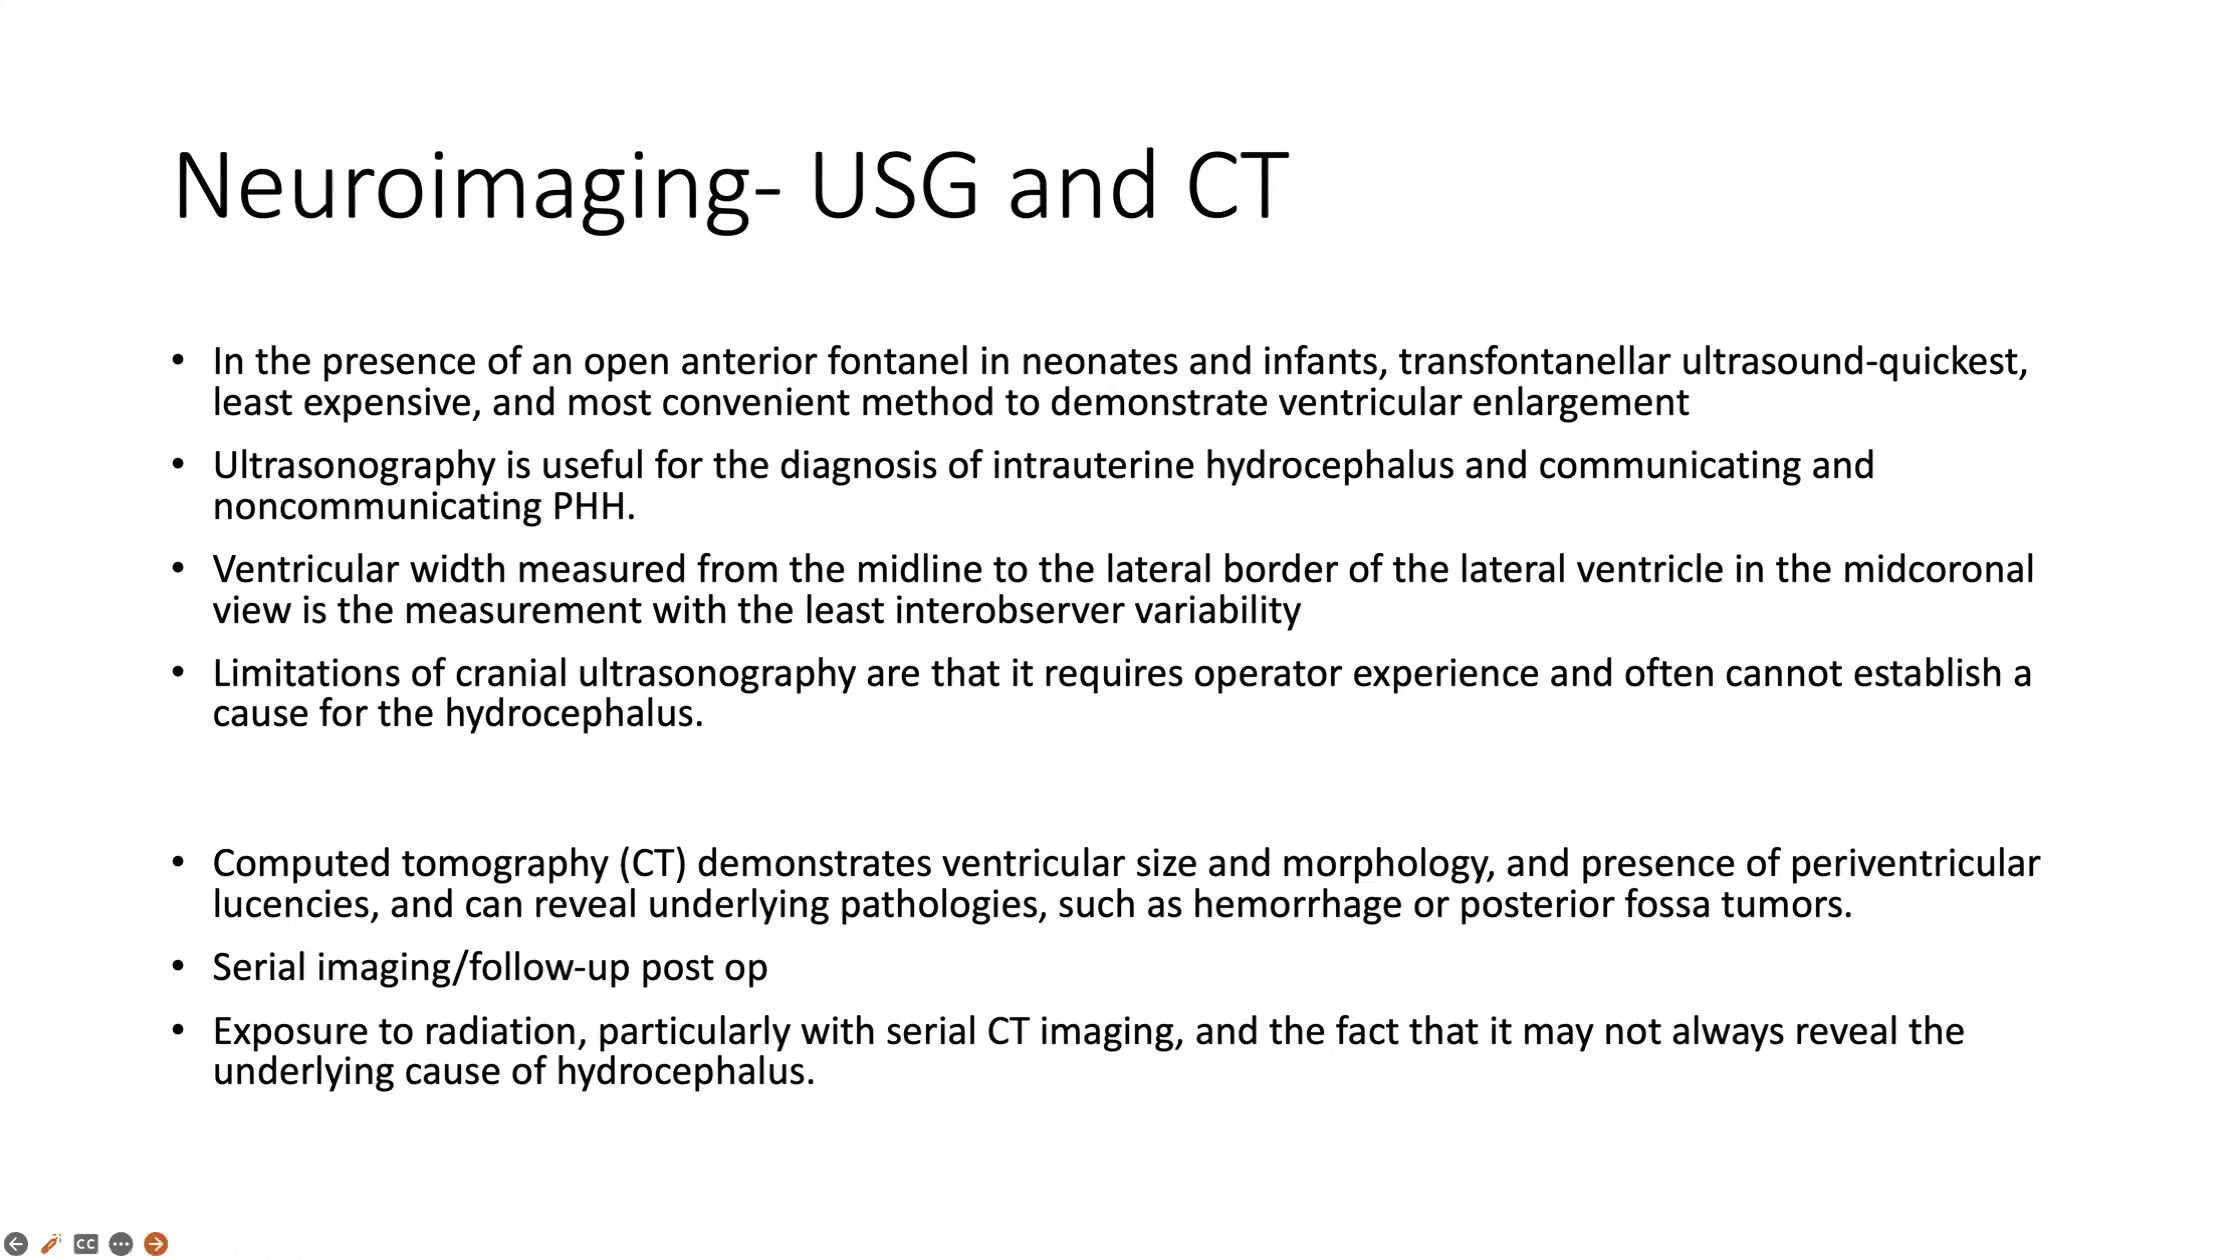 Neuroimaging- USG and CT
• In the presence of an open anterior fontanel in neonates and infants, transfontanellar ultrasound-quickest,
least expensive, and most convenient method to demonstrate ventricular enlargement
• Ultrasonography is useful for the diagnosis of intrauterine hydrocephalus and communicating and
noncommunicating PHH.
• Ventricular width measured from the midline to the lateral border of the lateral ventricle in the midcoronal
view is the measurement with the least interobserver variability
• Limitations of cranial ultrasonography are that it requires operator experience and often cannot establish a
cause for the hydrocephalus.
• Computed tomography (CT) demonstrates ventricular size and morphology, and presence of periventricular
lucencies, and can reveal underlying pathologies, such as hemorrhage or posterior fossa tumors.
• Serial imaging/follow-up post op
• Exposure to radiation, particularly with serial CT imaging, and the fact that it may not always reveal the
underlying cause of hydrocephalus.
CC